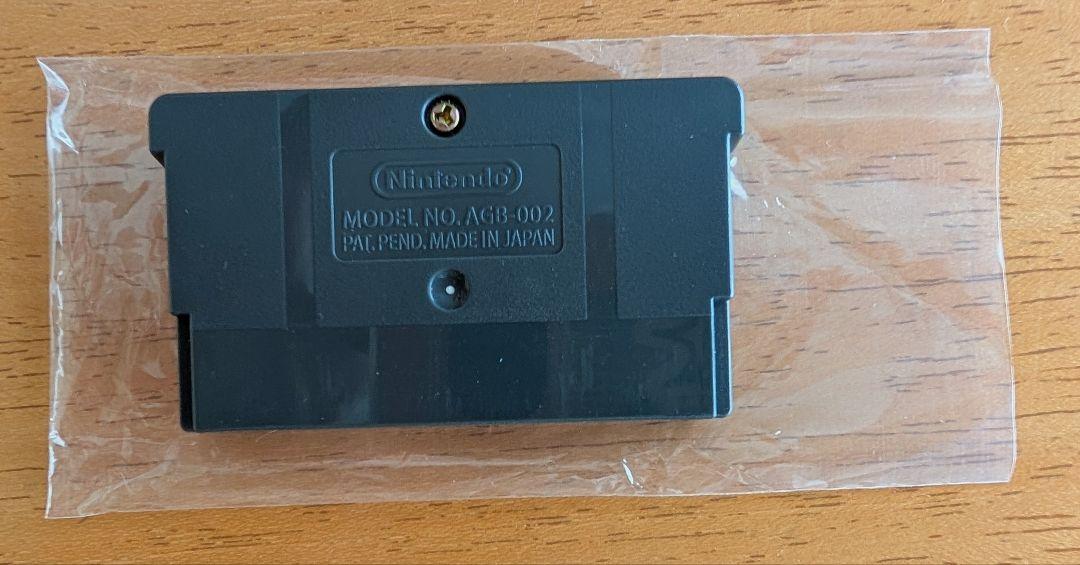 Nintendo
MODEL NO. AGB-002
PAT. PEND. MADE IN JAPAN